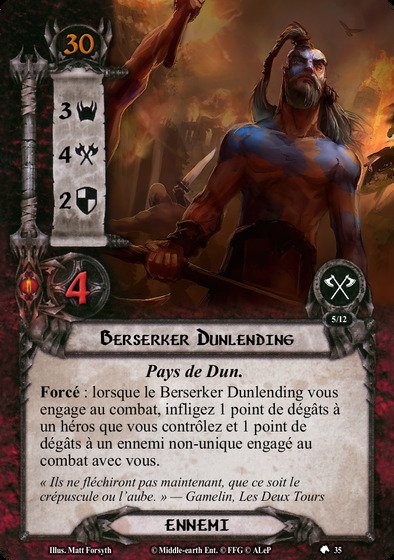 30
3
4
2
4
5/12
Berserker Dunlending
Pays de Dun.
Forcé : lorsque le Berserker Dunlending vous
engage au combat, infligez 1 point de dégâts à
un héros que vous contrôlez et 1 point de
dégâts à un ennemi non-unique engagé au
combat avec vous.
« Ils ne fléchiront pas maintenant, que ce soit le
crépuscule ou l'aube. » — Gamelin, Les Deux Tours
ENNEMI
Illus. Matt Forsyth © Middle-earth Ent. © FFG © ALeP 35